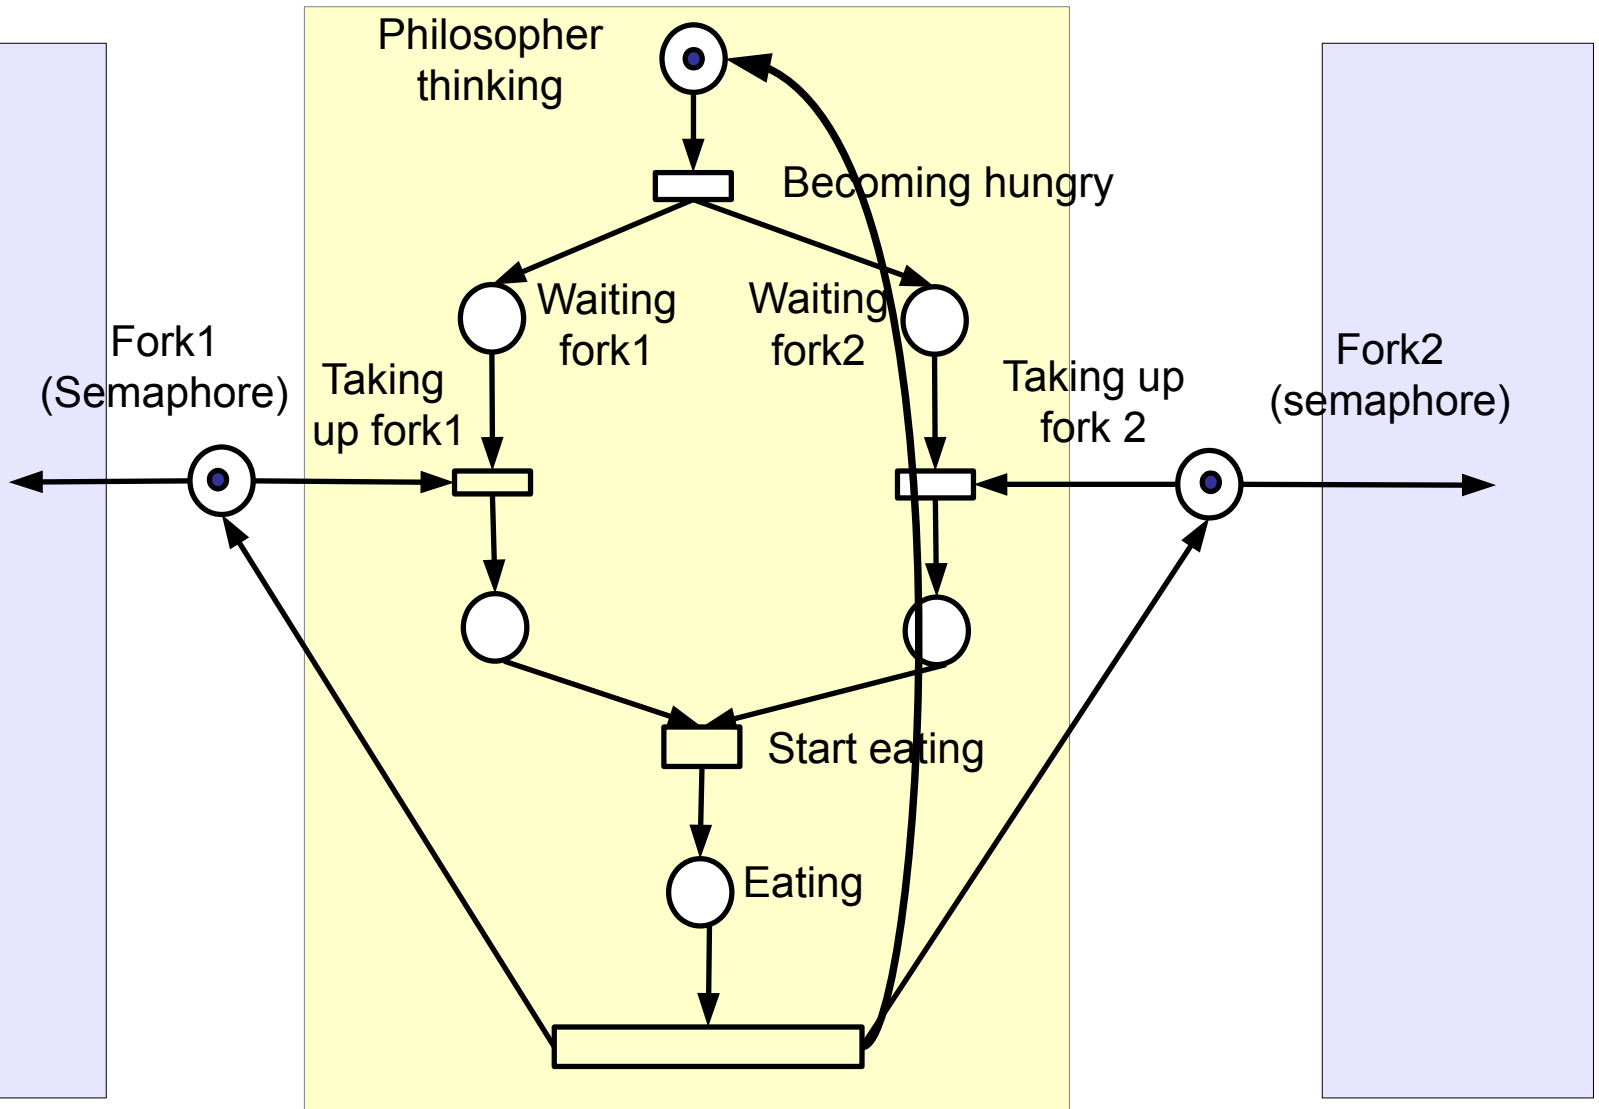 Philosopher
thinking
Becoming hungry
Waiting
fork1
Waiting
fork2
Fork1
(Semaphore)
Taking
up fork1
Taking up
fork 2
Fork2
(semaphore)
Start eating
Eating